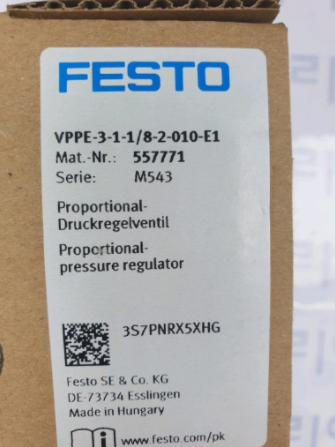 FESTO
VPPE-3-1-1/8-2-010-E1
Mat.-Nr.: 557771
Serie: M543
Proportional-
Druckregelventil
Proportional-
pressure regulator
3S7PNRX5XHG
Festo SE & Co. KG
DE-73734 Esslingen
Made in Hungary
www.festo.com/pk